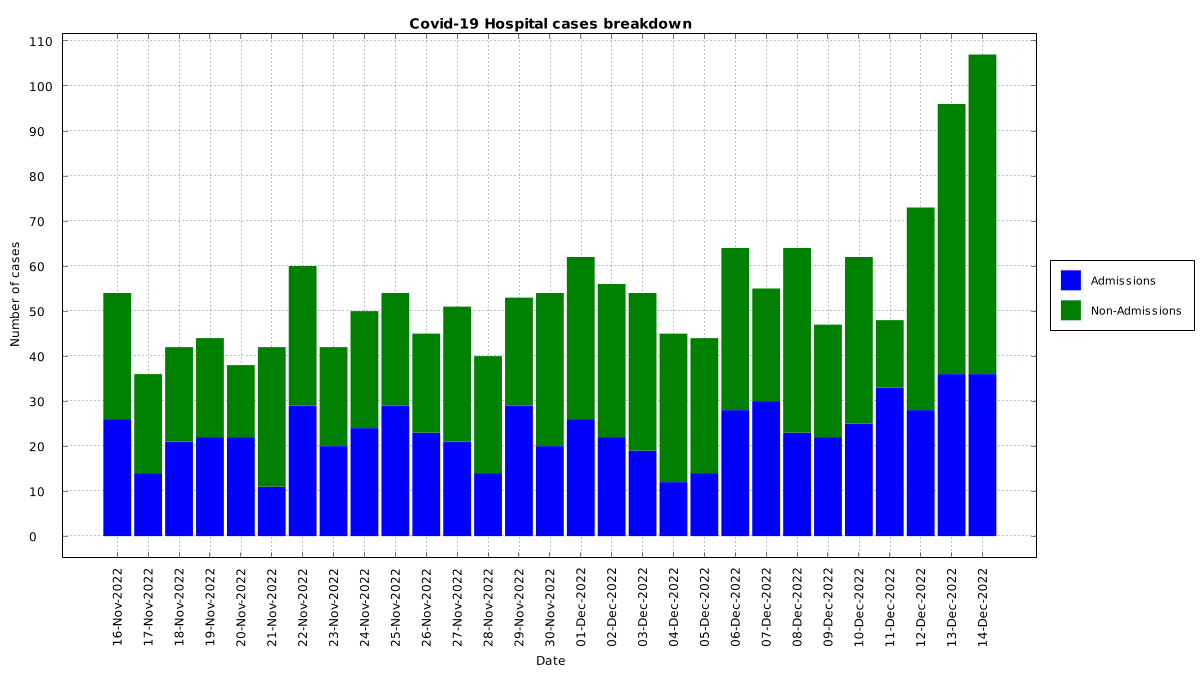 Covid-19 Hospital cases breakdown
110
100
90
80
70
60
50
40
30
20
10
0
Number of cases
16-Nov-2022
17-Nov-2022
18-Nov-2022
19-Nov-2022
20-Nov-2022
21-Nov-2022
22-Nov-2022
23-Nov-2022
24-Nov-2022
25-Nov-2022
26-Nov-2022
27-Nov-2022
28-Nov-2022
29-Nov-2022
30-Nov-2022
01-Dec-2022
02-Dec-2022
03-Dec-2022
04-Dec-2022
05-Dec-2022
06-Dec-2022
07-Dec-2022
08-Dec-2022
09-Dec-2022
10-Dec-2022
11-Dec-2022
12-Dec-2022
13-Dec-2022
14-Dec-2022
Date
Admissions
Non-Admissions